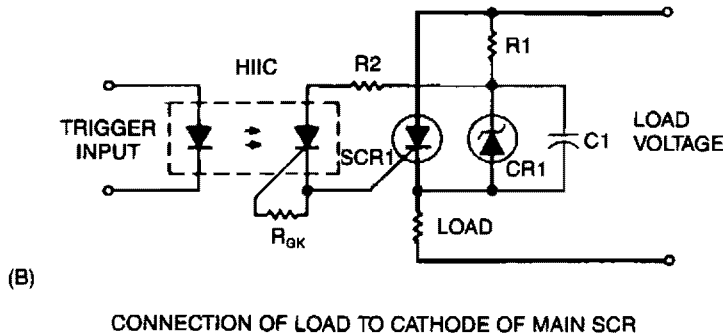 HIIC
R2
R1
TRIGGER
INPUT
SCR1
CR1
C1
LOAD
VOLTAGE
R_GK
LOAD
(B)
CONNECTION OF LOAD TO CATHODE OF MAIN SCR